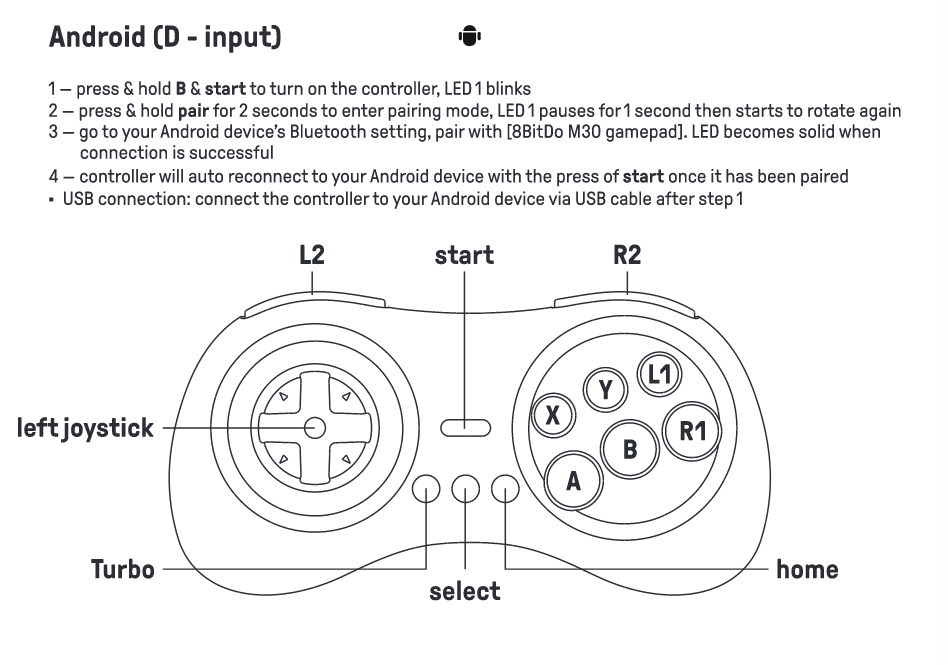 Android (D - input)
1 – press & hold B & start to turn on the controller, LED 1 blinks
2 – press & hold pair for 2 seconds to enter pairing mode, LED 1 pauses for 1 second then starts to rotate again
3 – go to your Android device's Bluetooth setting, pair with [8BitDo M30 gamepad]. LED becomes solid when
connection is successful
4 – controller will auto reconnect to your Android device with the press of start once it has been paired
• USB connection: connect the controller to your Android device via USB cable after step 1
L2
start
R2
L1
Y
X
left joystick
R1
B
A
Turbo
home
select